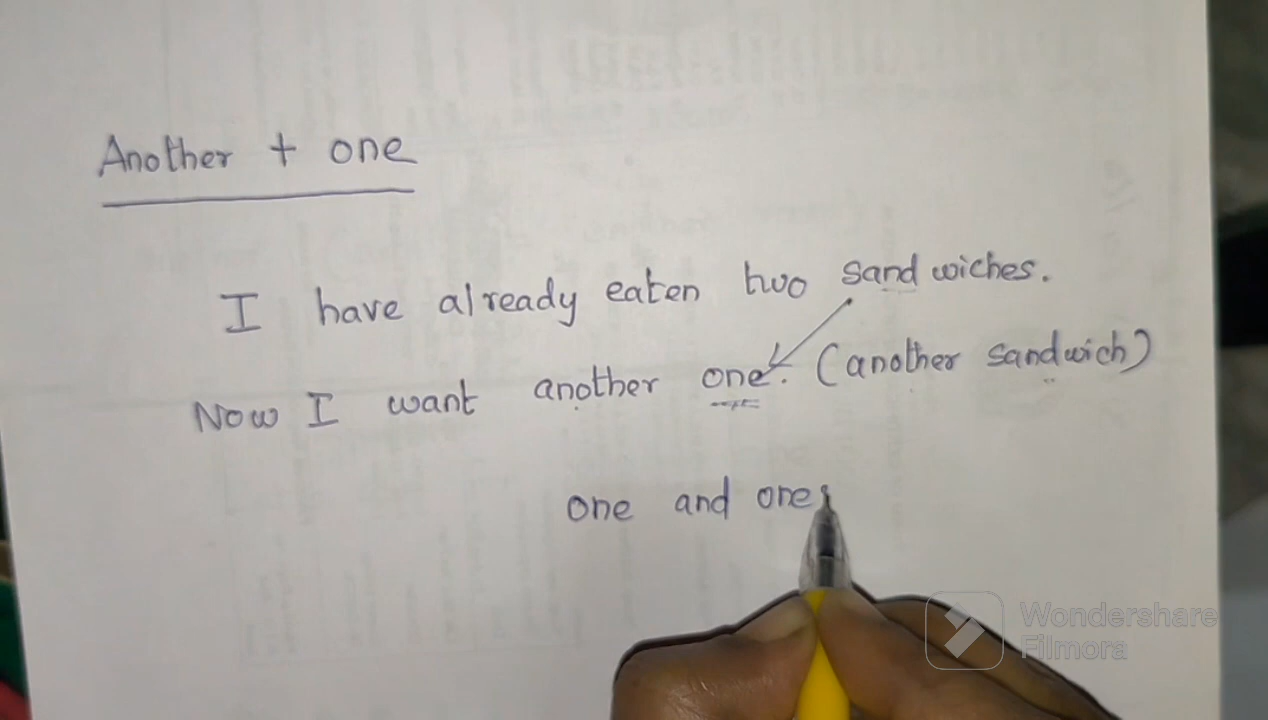 Another + one
I have already eaten two sandwiches.
Now I want another one. (another sandwich)
one and one
Wondershare
Filmora